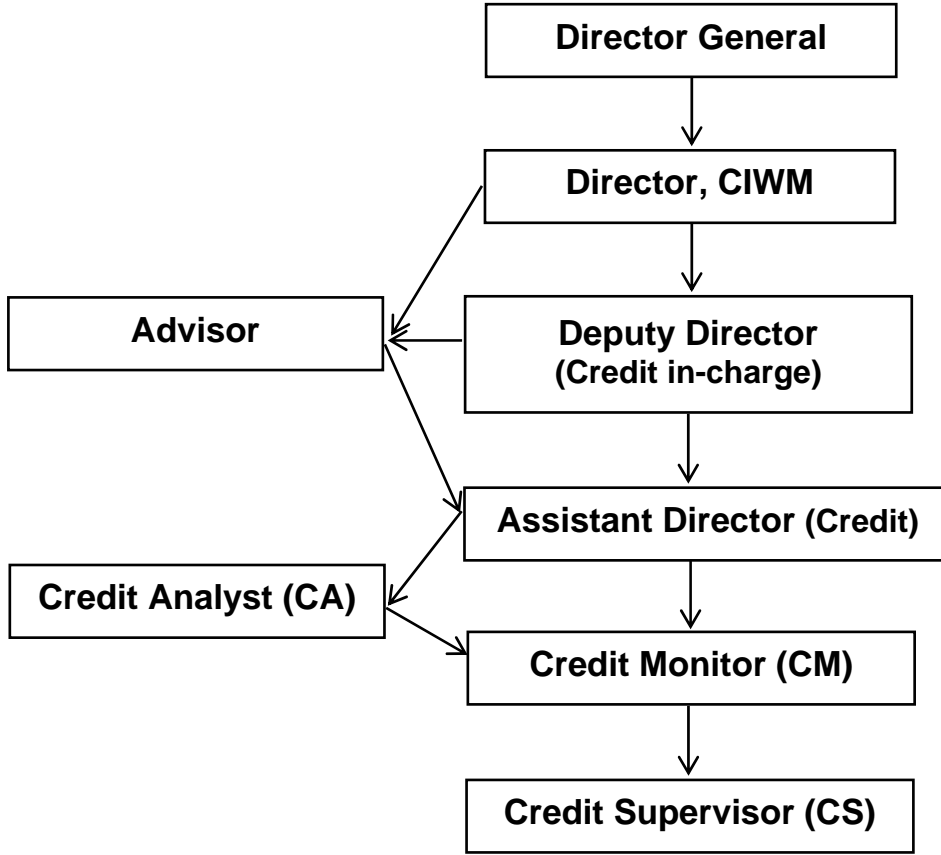 Director General
Director, CIWM
Advisor
Deputy Director
(Credit in-charge)
Assistant Director (Credit)
Credit Analyst (CA)
Credit Monitor (CM)
Credit Supervisor (CS)